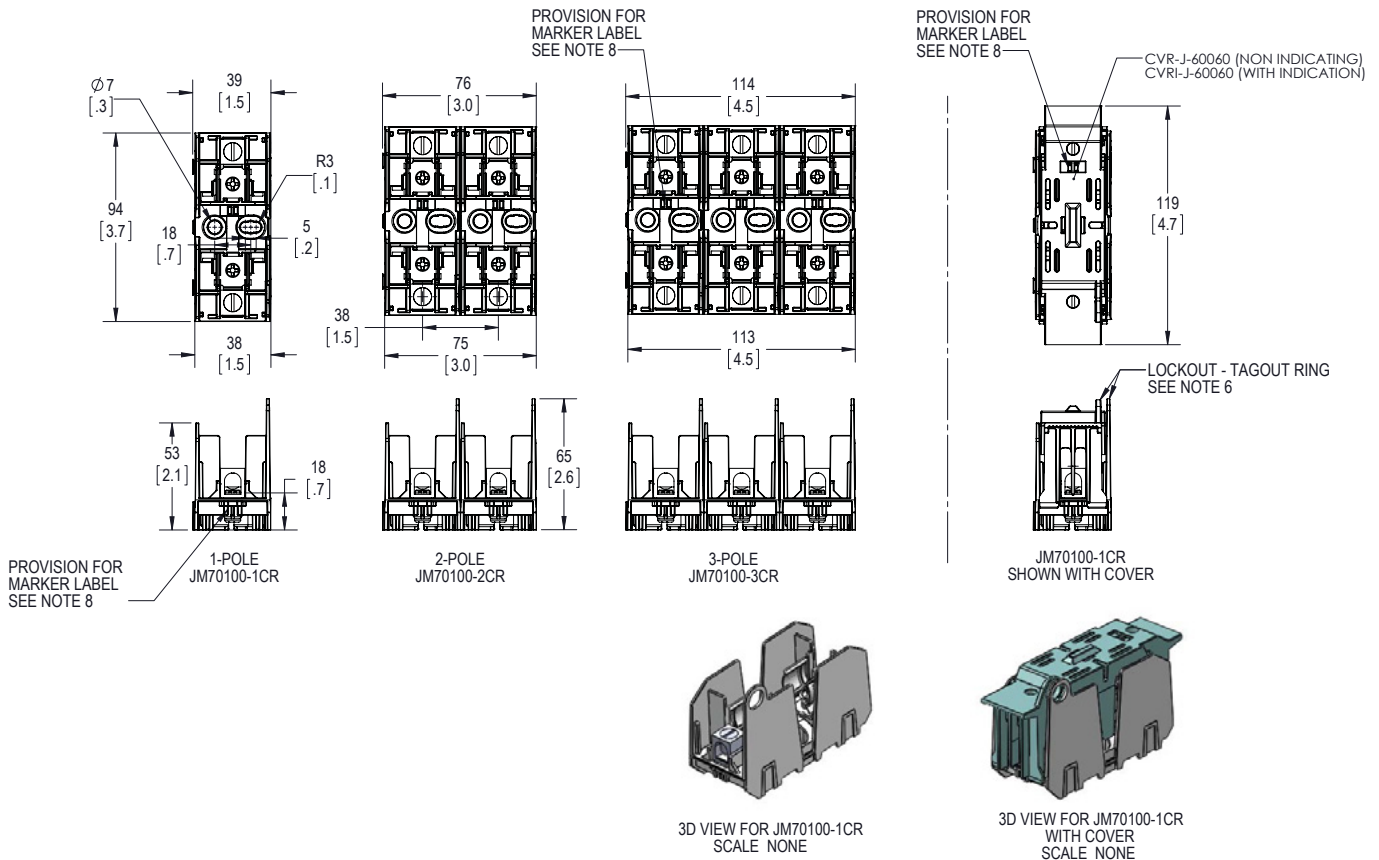 PROVISION FOR
MARKER LABEL
SEE NOTE 8
PROVISION FOR
MARKER LABEL
SEE NOTE 8
CVR-J-60060 (NON INDICATING)
CVRI-J-60060 (WITH INDICATION)
Ø7
[.3]
39
[1.5]
76
[3.0]
114
[4.5]
R3
[.1]
94
[3.7]
18
[.7]
5
[.2]
119
[4.7]
38
[1.5]
38
[1.5]
75
[3.0]
113
[4.5]
LOCKOUT - TAGOUT RING
SEE NOTE 6
53
[2.1]
18
[.7]
65
[2.6]
PROVISION FOR
MARKER LABEL
SEE NOTE 8
1-POLE
JM70100-1CR
2-POLE
JM70100-2CR
3-POLE
JM70100-3CR
JM70100-1CR
SHOWN WITH COVER
3D VIEW FOR JM70100-1CR
SCALE NONE
3D VIEW FOR JM70100-1CR
WITH COVER
SCALE NONE